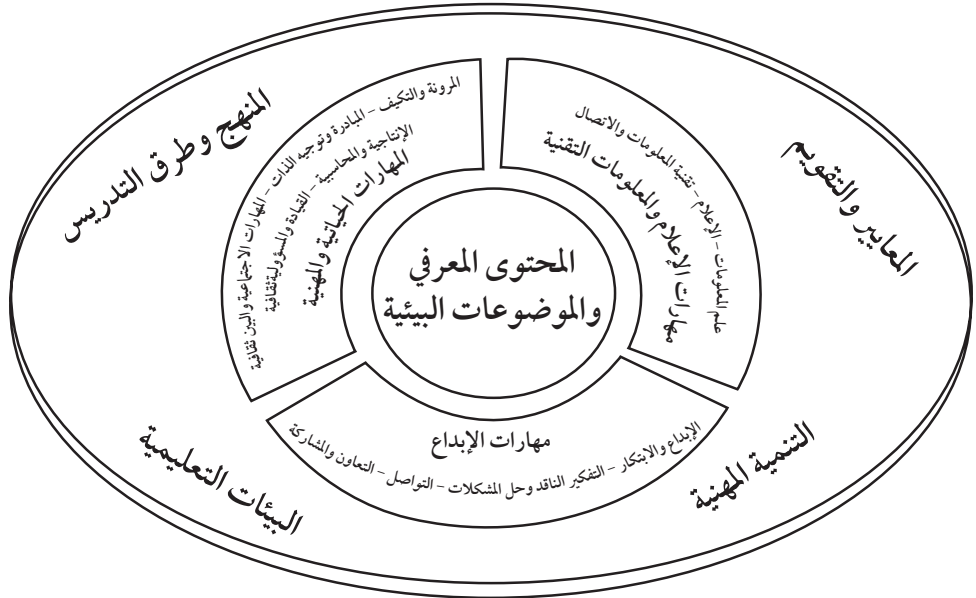 المنهج وطرق التدريس
المعايير والتقويم
المرونة والتكيف – المبادرة وتوجيه الذات – المهارات الاجتماعية والبين ثقافية
الإنتاجية والمحاسبية – القيادة والمسؤولية ثقافية
المهارات الحياتية والمهنية
علم المعلومات – الإعلام – تقنية المعلومات والاتصال
مهارات الإعلام والمعلومات التقنية
المحتوى المعرفي
والموضوعات البيئية
مهارات الإبداع
الإبداع والابتكار – التفكير الناقد وحل المشكلات – التواصل – التعاون والمشاركة
البيئات التعليمية
التنمية المهنية